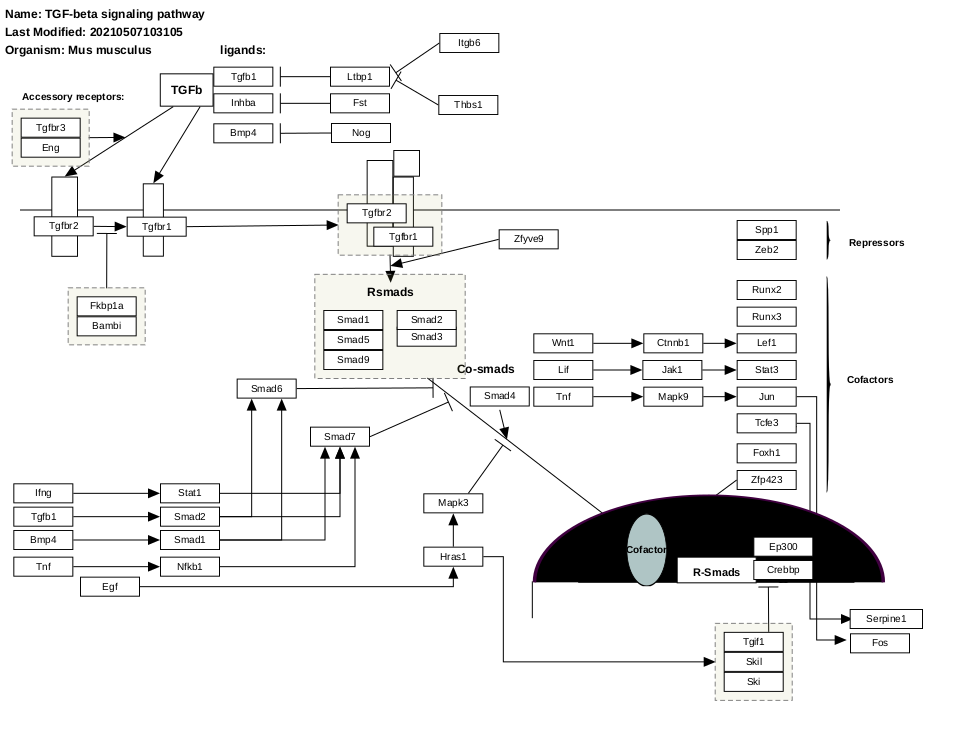 Name: TGF-beta signaling pathway
Last Modified: 20210507103105
Organism: Mus musculus
ligands:
Itgb6
TGFb
Tgfb1
Ltbp1
Inhba
Fst
Thbs1
Bmp4
Nog
Accessory receptors:
Tgfbr3
Eng
Tgfbr2
Tgfbr1
Tgfbr2
Tgfbr1
Zfyve9
Spp1
Zeb2
Repressors
Fkbp1a
Bambi
Rsmads
Smad1
Smad2
Smad5
Smad3
Smad9
Co-smads
Smad4
Runx2
Runx3
Wnt1
Ctnnb1
Lef1
Lif
Jak1
Stat3
Tnf
Mapk9
Jun
Tcfe3
Foxh1
Zfp423
Cofactors
Smad6
Smad7
Ifng
Stat1
Tgfb1
Smad2
Bmp4
Smad1
Tnf
Nfkb1
Egf
Mapk3
Hras1
Cofactor
R-Smads
Ep300
Crebbp
Serpine1
Fos
Tgif1
Skil
Ski